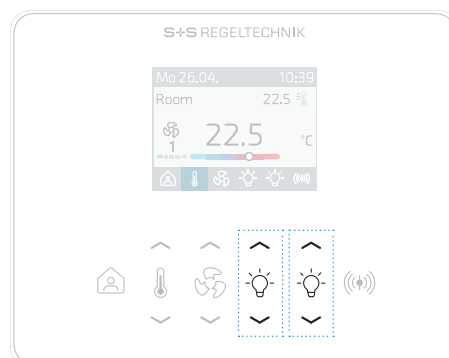 S+S REGELTECHNIK
Mo 26.04. 10:39
Room 22.5
22.5 °C
1